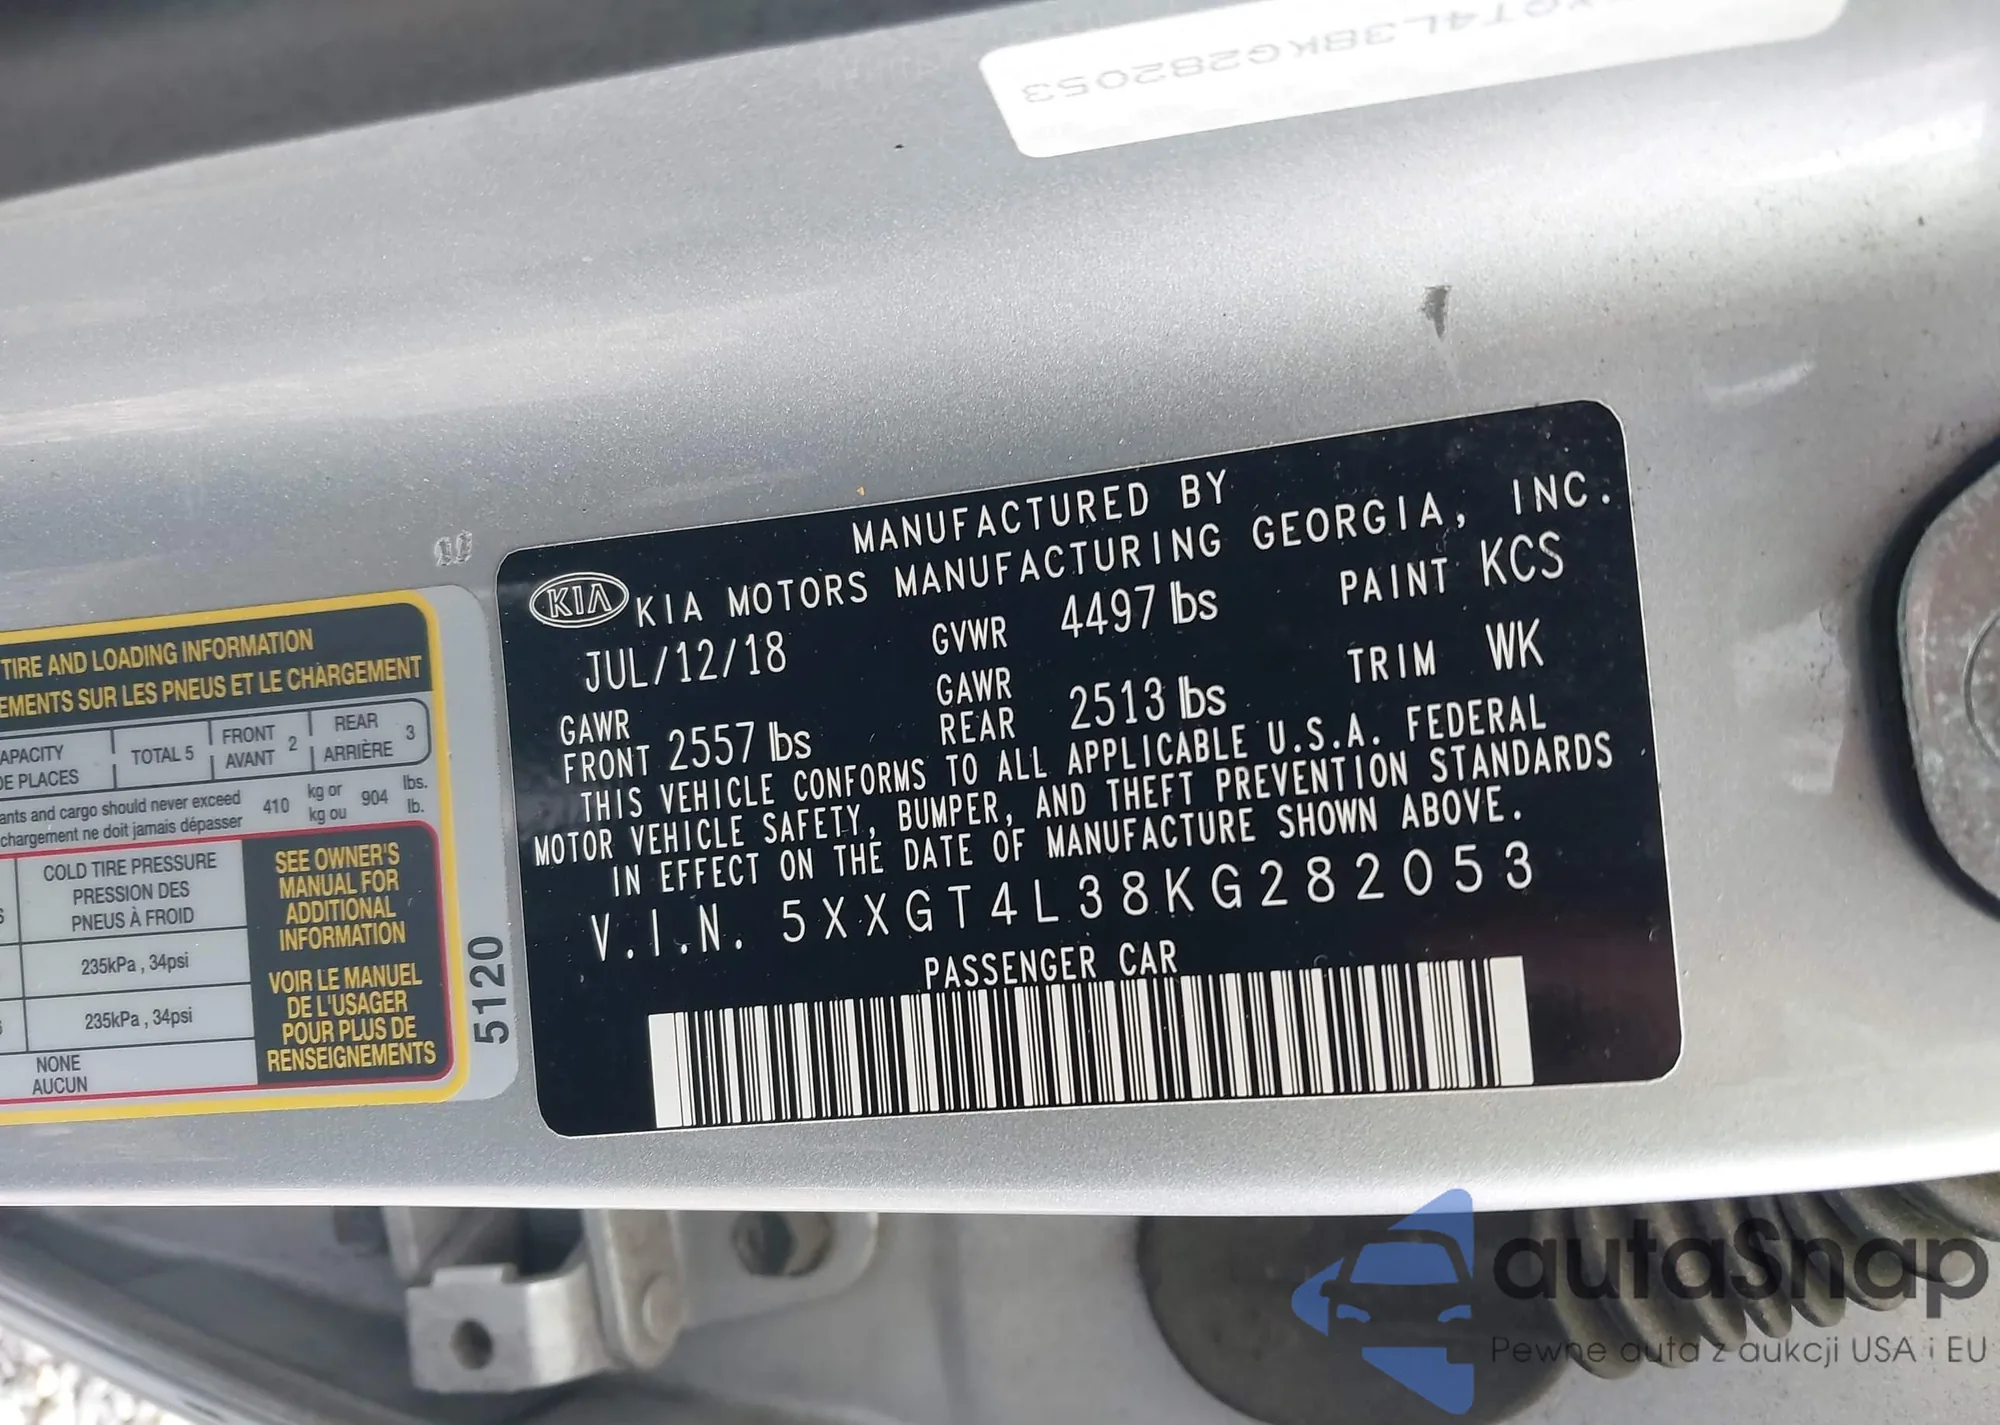 XGT4L38KG282053
MANUFACTURED BY
KIA KIA MOTORS MANUFACTURING GEORGIA, INC.
JUL/12/18 GVWR 4497 lbs PAINT KCS
GAWR FRONT 2557 lbs GAWR REAR 2513 lbs TRIM WK
THIS VEHICLE CONFORMS TO ALL APPLICABLE U.S.A. FEDERAL
MOTOR VEHICLE SAFETY, BUMPER, AND THEFT PREVENTION STANDARDS
IN EFFECT ON THE DATE OF MANUFACTURE SHOWN ABOVE.
V.I.N. 5XXGT4L38KG282053
PASSENGER CAR
TIRE AND LOADING INFORMATION
EMENTS SUR LES PNEUS ET LE CHARGEMENT
APACITY TOTAL 5 FRONT 2 REAR 3
DE PLACES AVANT ARRIÈRE
ants and cargo should never exceed 410 kg or 904 lbs.
chargement ne doit jamais dépasser kg ou lb.
COLD TIRE PRESSURE
PRESSION DES
PNEUS À FROID
235kPa , 34psi
235kPa , 34psi
NONE
AUCUN
SEE OWNER'S
MANUAL FOR
ADDITIONAL
INFORMATION
VOIR LE MANUEL
DE L'USAGER
POUR PLUS DE
RENSEIGNEMENTS
5120
autaSnap
Pewne auta z aukcji USA i EU